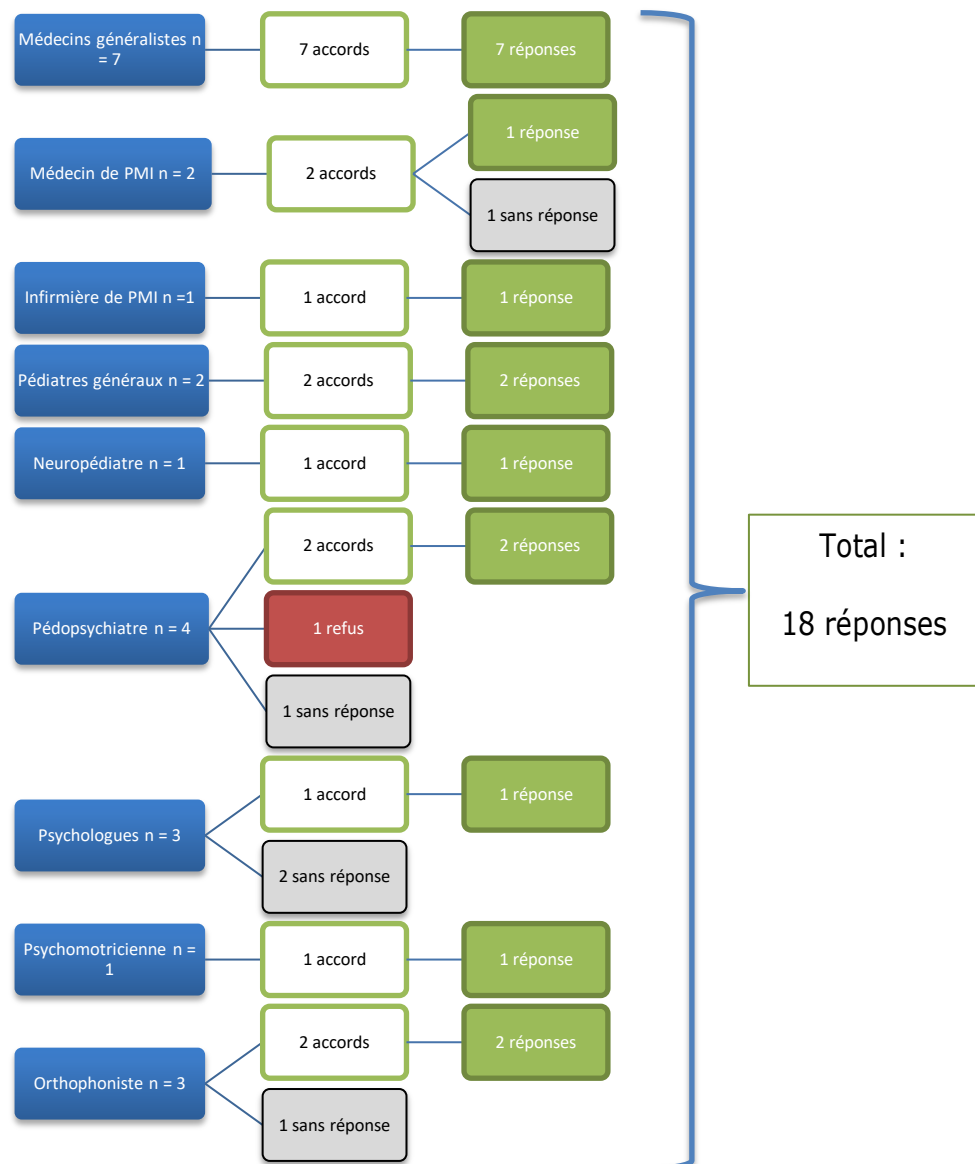 Médecins généralistes n
= 7
7 accords
7 réponses
Médecin de PMI n = 2
2 accords
1 réponse
1 sans réponse
Infirmière de PMI n =1
1 accord
1 réponse
Pédiatres généraux n = 2
2 accords
2 réponses
Neuropédiatre n = 1
1 accord
1 réponse
Pédopsychiatre n = 4
2 accords
2 réponses
1 refus
1 sans réponse
Psychologues n = 3
1 accord
1 réponse
2 sans réponse
Psychomotricienne n =
1
1 accord
1 réponse
Orthophoniste n = 3
2 accords
2 réponses
1 sans réponse
Total :
18 réponses